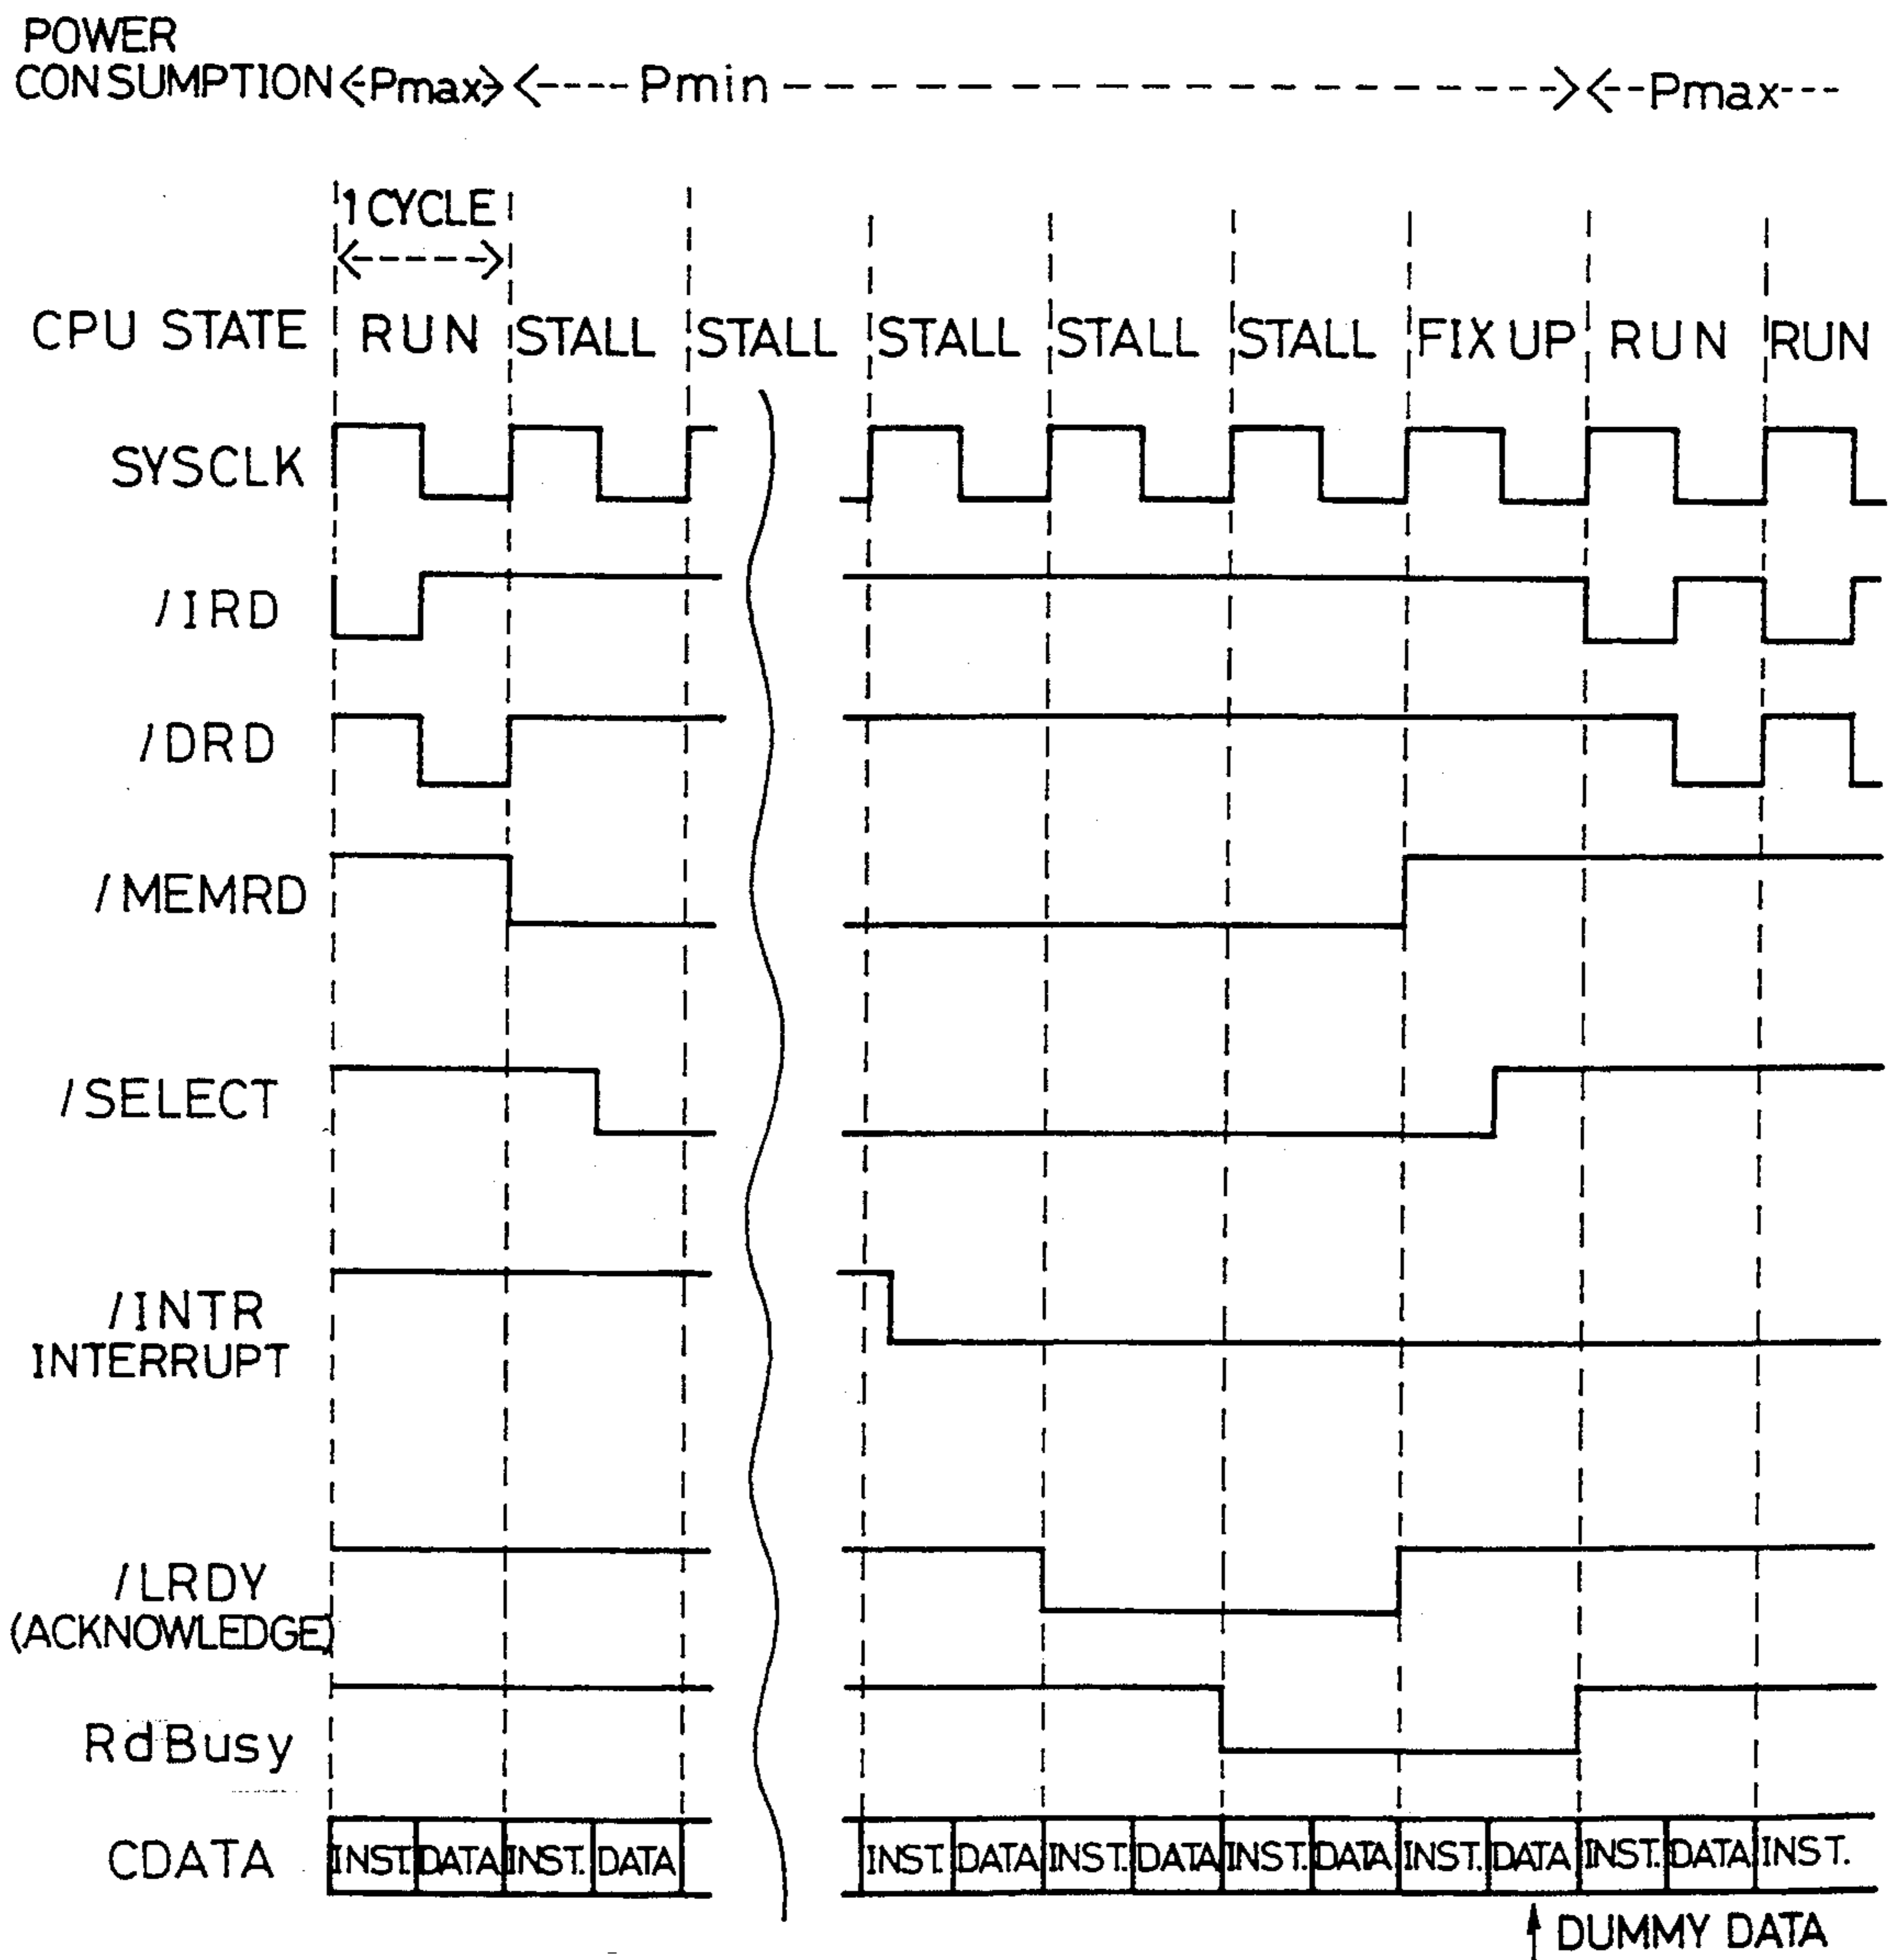 POWER
CONSUMPTION <-Pmax-> <---- Pmin ----------------> <--Pmax---
1 CYCLE
CPU STATE RUN STALL STALL STALL STALL STALL FIX UP RUN RUN
SYSCLK
/IRD
/DRD
/MEMRD
/SELECT
/INTR
INTERRUPT
/LRDY
(ACKNOWLEDGE)
RdBusy
CDATA INST. DATA INST. DATA INST. DATA INST. DATA INST. DATA INST. DATA INST. DATA INST.
DUMMY DATA